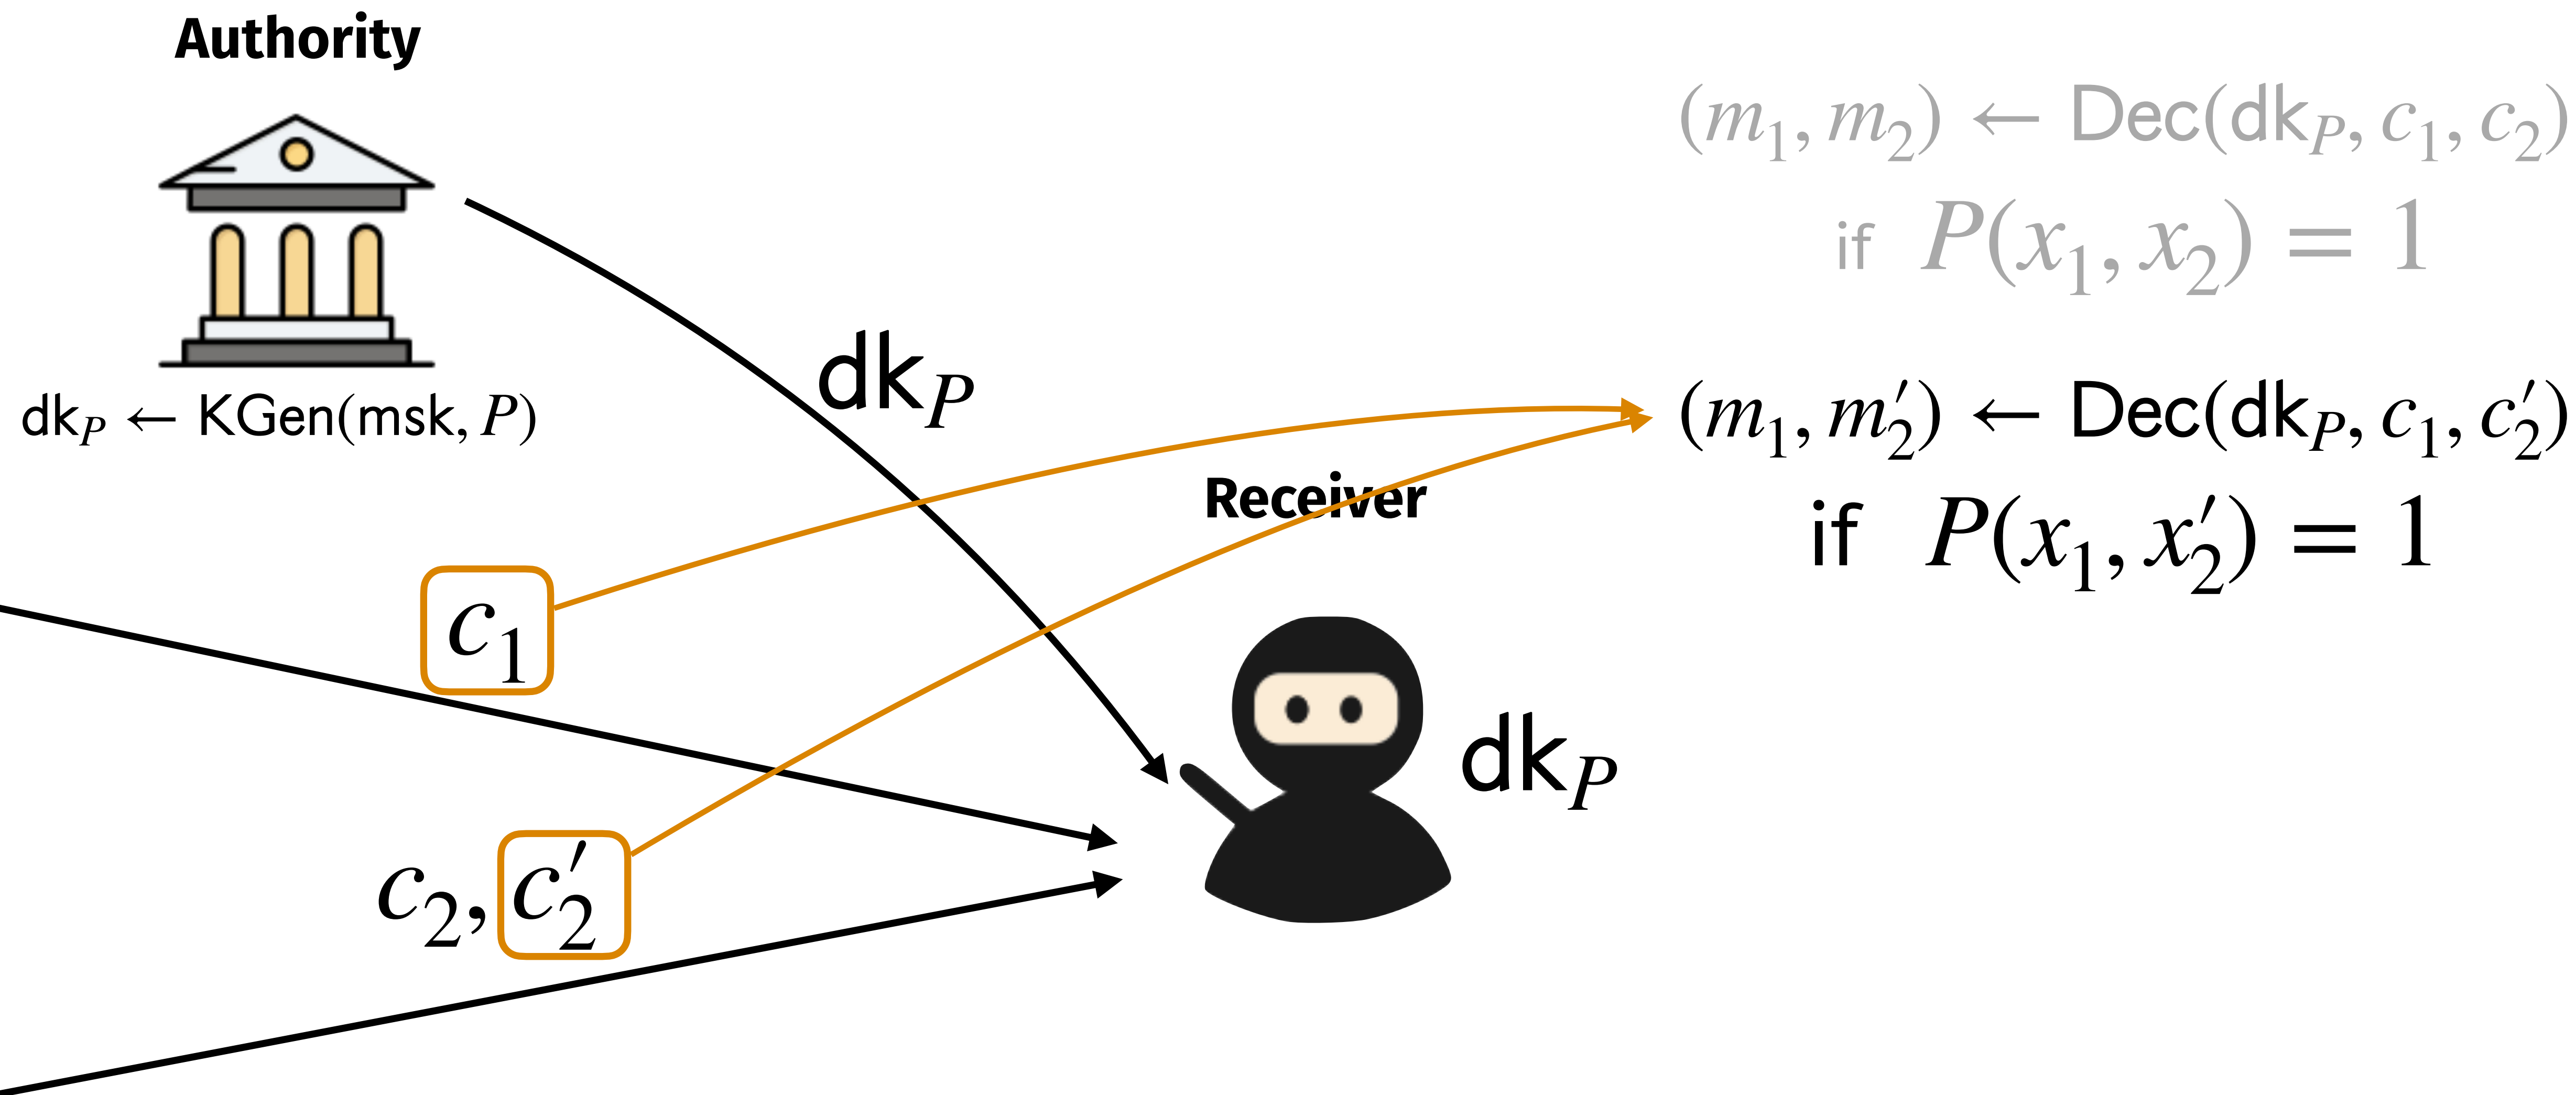 Authority
(m₁, m₂) ← Dec(dk_P, c₁, c₂)
if P(x₁, x₂) = 1
dk_P
(m₁, m₂′) ← Dec(dk_P, c₁, c₂′)
dk_P ← KGen(msk, P)
Receiver
if P(x₁, x₂′) = 1
c₁
dk_P
c₂, c₂′